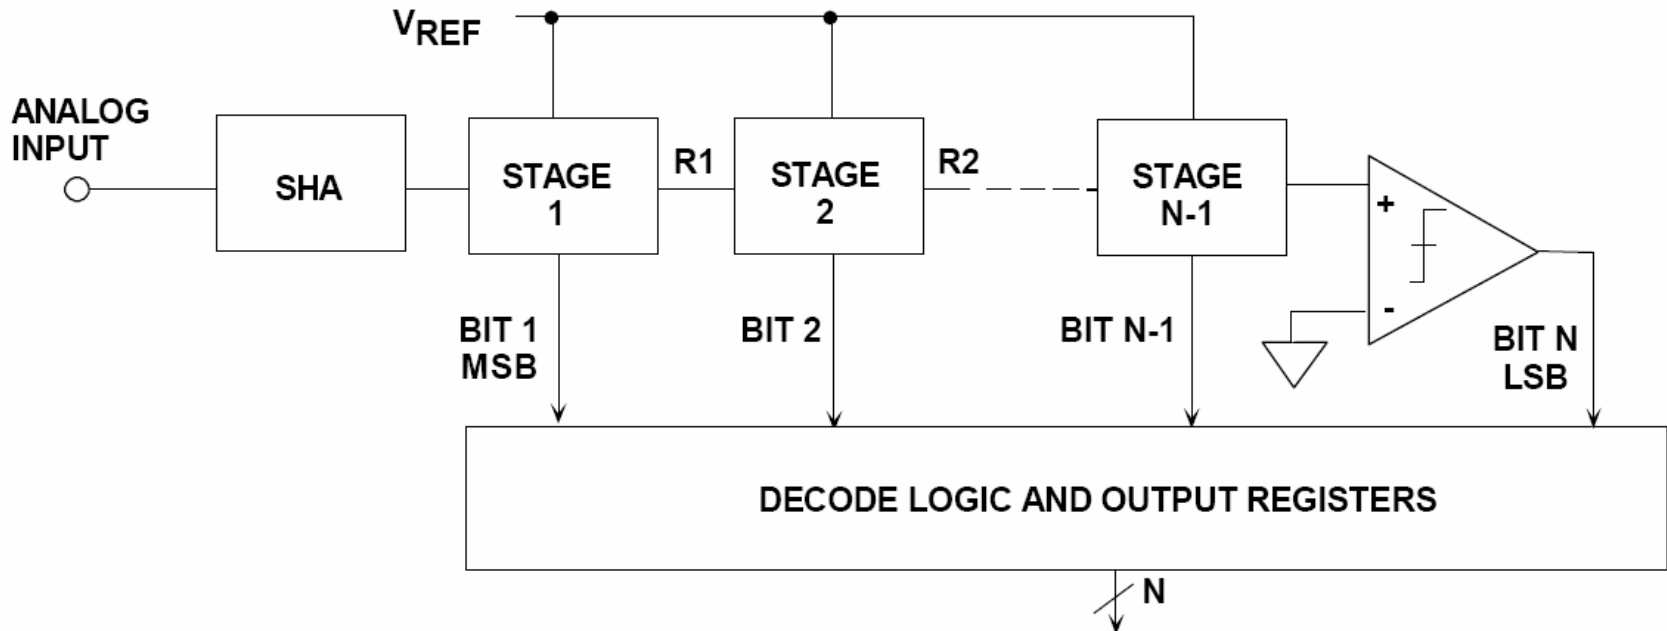 VREF
ANALOG
INPUT
SHA
STAGE
1
R1
STAGE
2
R2
STAGE
N-1
+
-
BIT 1
MSB
BIT 2
BIT N-1
BIT N
LSB
DECODE LOGIC AND OUTPUT REGISTERS
N